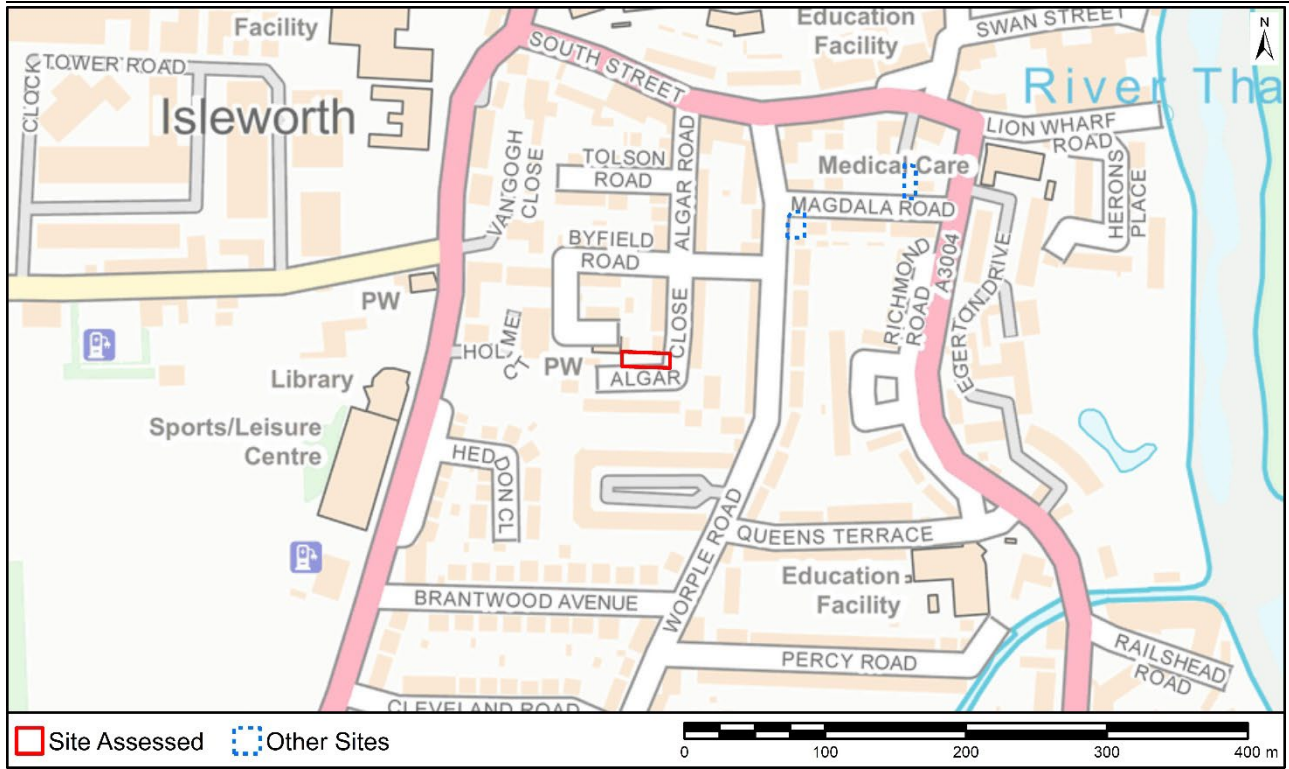 Facility
Education
Facility
SWAN STREET
N
CLOCK
TOWER ROAD
SOUTH STREET
River Tha
Isleworth
LION WHARF
ROAD
VAN GOGH
CLOSE
TOLSON
ROAD
ALGAR ROAD
Medical Care
HERONS
PLACE
MAGDALA ROAD
BYFIELD
ROAD
RICHMOND
ROAD
A3004
EGERTON DRIVE
PW
HOLME
CT
PW
CLOSE
ALGAR
Library
Sports/Leisure
Centre
HEDDON CL
WORPLE ROAD
QUEENS TERRACE
Education
Facility
BRANTWOOD AVENUE
PERCY ROAD
RAILSHEAD
ROAD
CLEVELAND ROAD
Site Assessed
Other Sites
0 100 200 300 400 m